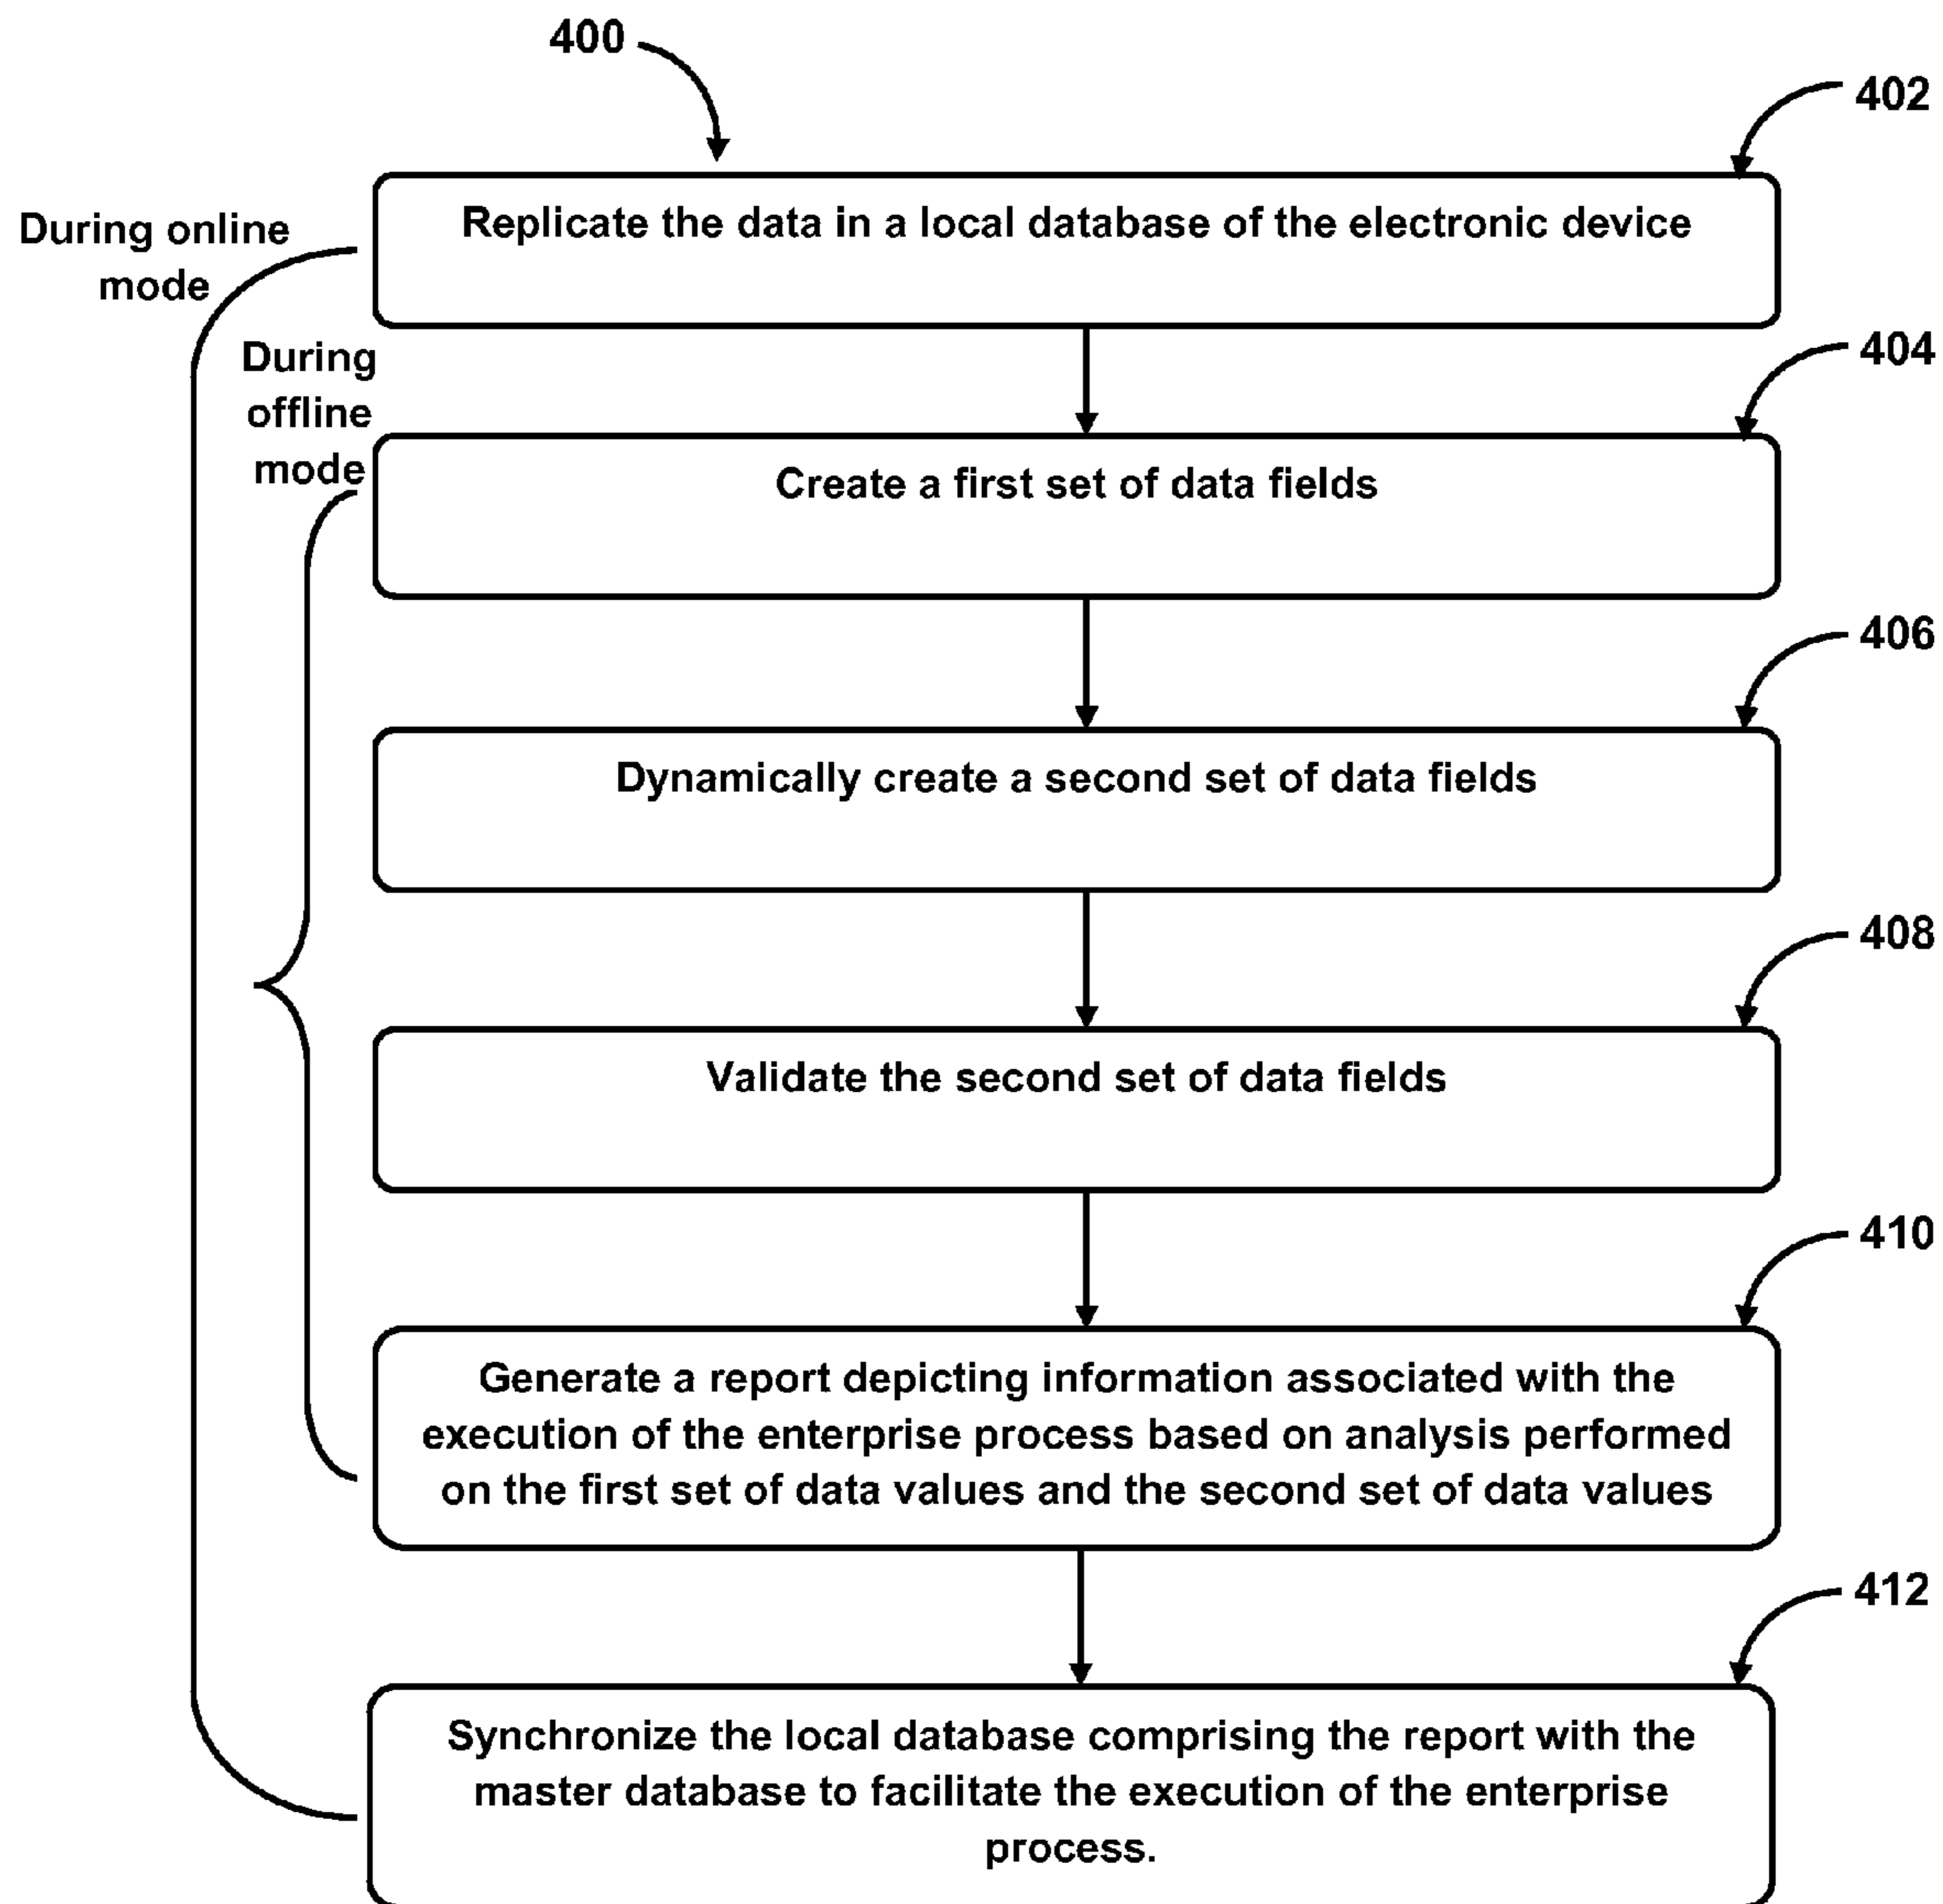 400
402
During online
mode
Replicate the data in a local database of the electronic device
During
offline
mode
404
Create a first set of data fields
406
Dynamically create a second set of data fields
408
Validate the second set of data fields
410
Generate a report depicting information associated with the
execution of the enterprise process based on analysis performed
on the first set of data values and the second set of data values
412
Synchronize the local database comprising the report with the
master database to facilitate the execution of the enterprise
process.